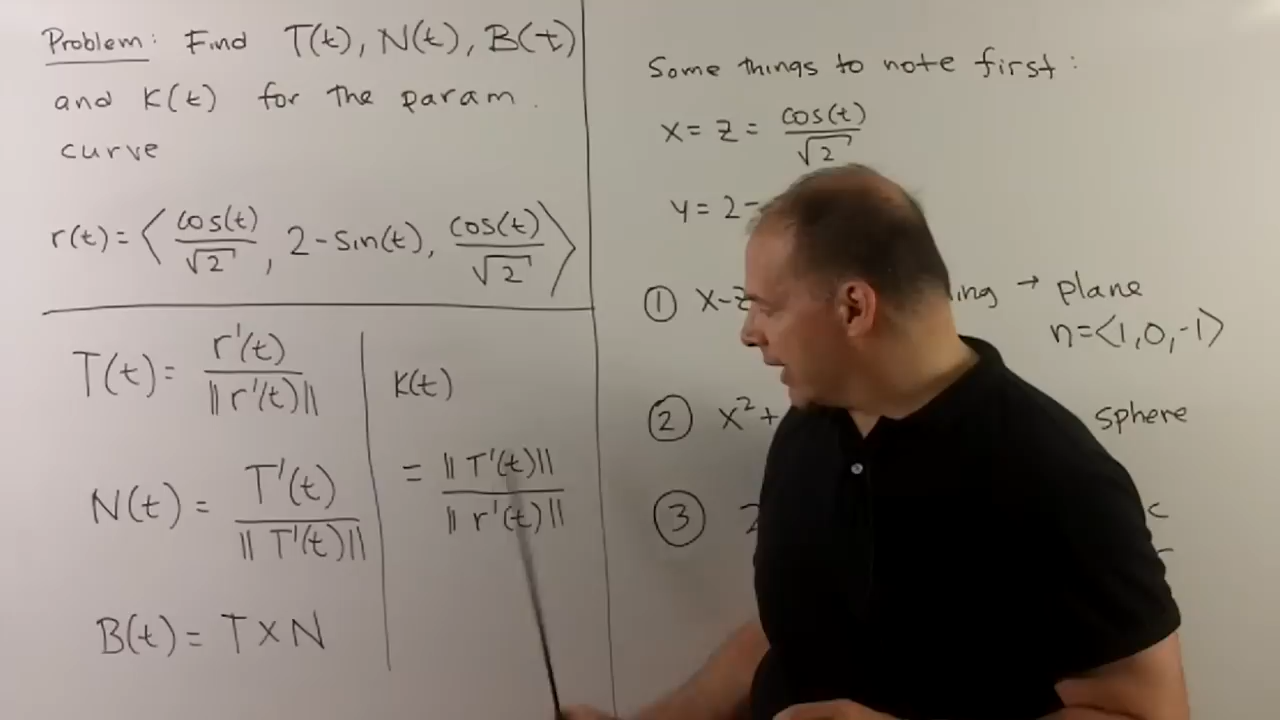 Problem: Find T(t), N(t), B(t)
and K(t) for the param.
curve
r(t) = ⟨ cos(t)/√2, 2 - sin(t), cos(t)/√2 ⟩
T(t) = r'(t) / || r'(t) ||
N(t) = T'(t) / || T'(t) ||
B(t) = T × N
K(t)
= || T'(t) || / || r'(t) ||
Some things to note first:
x = z = cos(t)/√2
y = 2 -
① x - z
→ plane
n = <1, 0, -1>
② x² +
sphere
③ 2